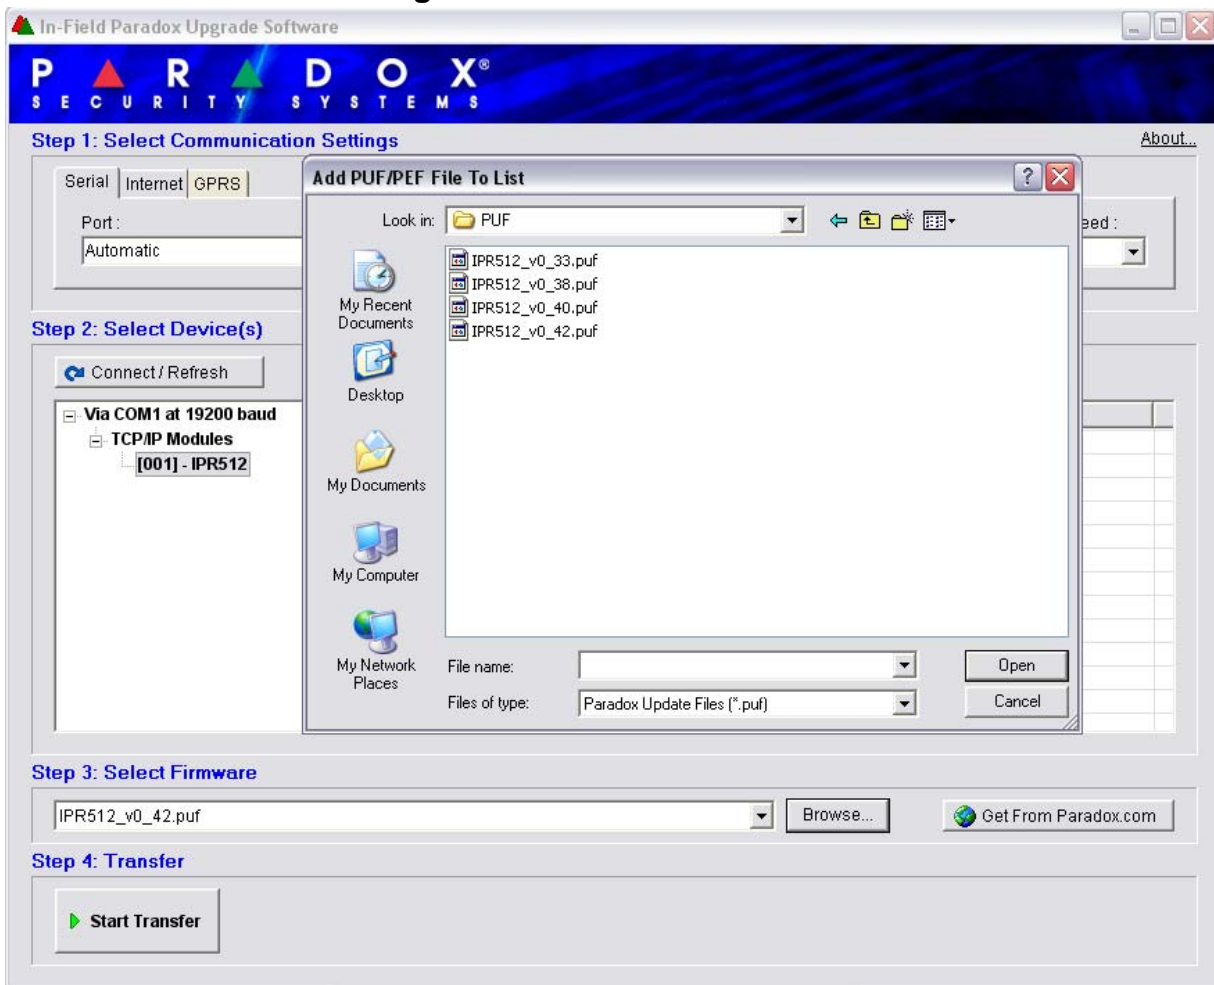 In-Field Paradox Upgrade Software
PARADOX®
SECURITY SYSTEMS
Step 1: Select Communication Settings
About...
Serial Internet GPRS
Port :
eed :
Automatic
Add PUF/PEF File To List
Look in: PUF
IPR512_v0_33.puf
IPR512_v0_38.puf
IPR512_v0_40.puf
IPR512_v0_42.puf
My Recent
Documents
Desktop
My Documents
My Computer
My Network
Places
File name:
Open
Files of type: Paradox Update Files (*.puf)
Cancel
Step 2: Select Device(s)
Connect / Refresh
Via COM1 at 19200 baud
TCP/IP Modules
[001] - IPR512
Step 3: Select Firmware
IPR512_v0_42.puf
Browse...
Get From Paradox.com
Step 4: Transfer
Start Transfer